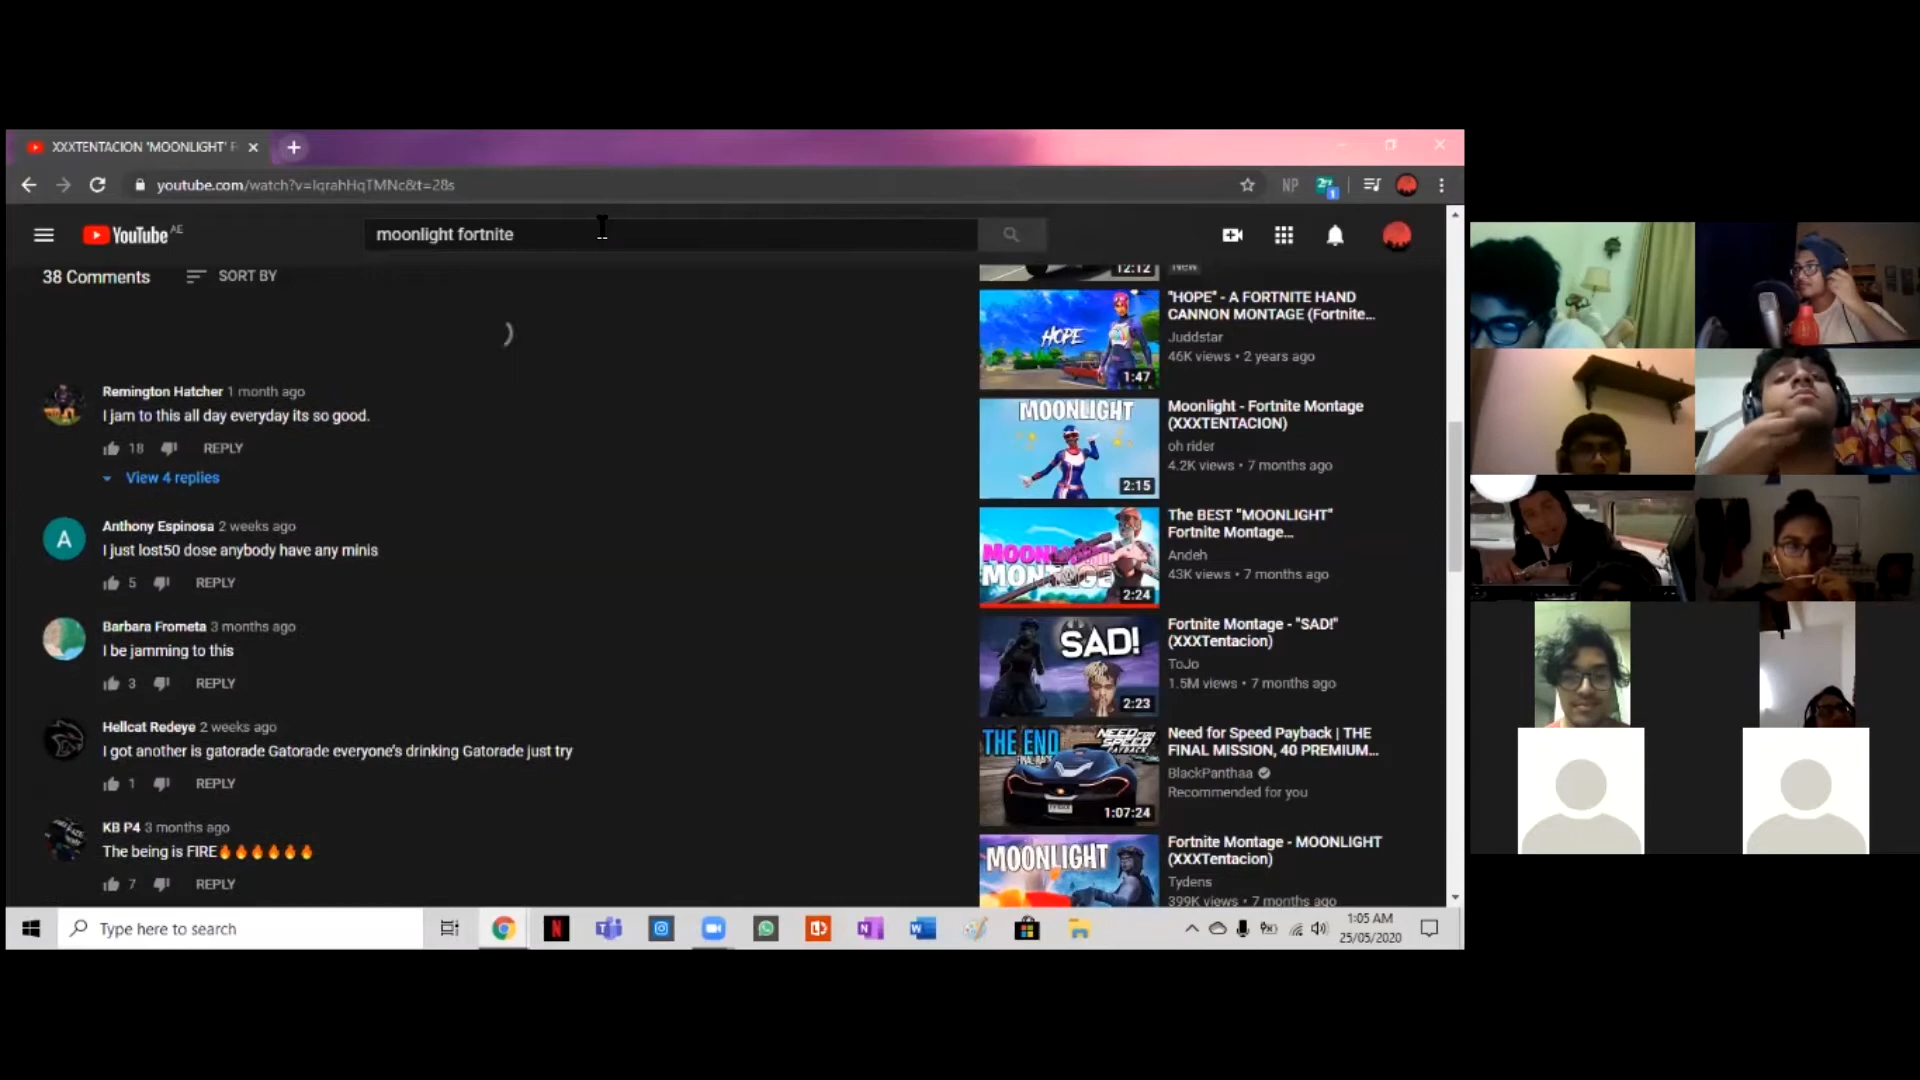 XXXTENTACION 'MOONLIGHT' F
youtube.com/watch?v=IqrahHqTMNc&t=28s
NP
1
YouTube AE
moonlight fortnite
38 Comments
SORT BY
Remington Hatcher 1 month ago
I jam to this all day everyday its so good.
18 REPLY
View 4 replies
A
Anthony Espinosa 2 weeks ago
I just lost50 dose anybody have any minis
5 REPLY
Barbara Frometa 3 months ago
I be jamming to this
3 REPLY
Hellcat Redeye 2 weeks ago
I got another is gatorade Gatorade everyone's drinking Gatorade just try
1 REPLY
KB P4 3 months ago
The being is FIRE🔥🔥🔥🔥🔥🔥
7 REPLY
12:12
New
HOPE
1:47
"HOPE" - A FORTNITE HAND
CANNON MONTAGE (Fortnite...
Juddstar
46K views • 2 years ago
MOONLIGHT
2:15
Moonlight - Fortnite Montage
(XXXTENTACION)
oh rider
4.2K views • 7 months ago
2:24
The BEST "MOONLIGHT"
Fortnite Montage...
Andeh
43K views • 7 months ago
SAD!
2:23
Fortnite Montage - "SAD!"
(XXXTentacion)
ToJo
1.5M views • 7 months ago
THE END
FINAL RACE
NEED FOR
SPEED
PAYBACK
1:07:24
Need for Speed Payback | THE
FINAL MISSION, 40 PREMIUM...
BlackPanthaa
Recommended for you
MOONLIGHT
Fortnite Montage - MOONLIGHT
(XXXTentacion)
Tydens
399K views • 7 months ago
Type here to search
1:05 AM
25/05/2020